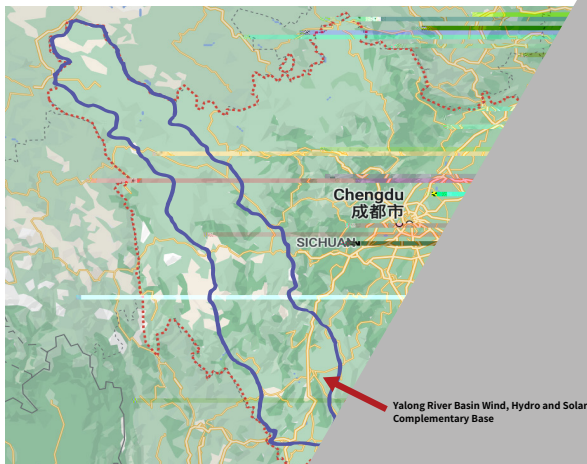 Chengdu
成都市
SICHUAN
Yalong River Basin Wind, Hydro and Solar
Complementary Base